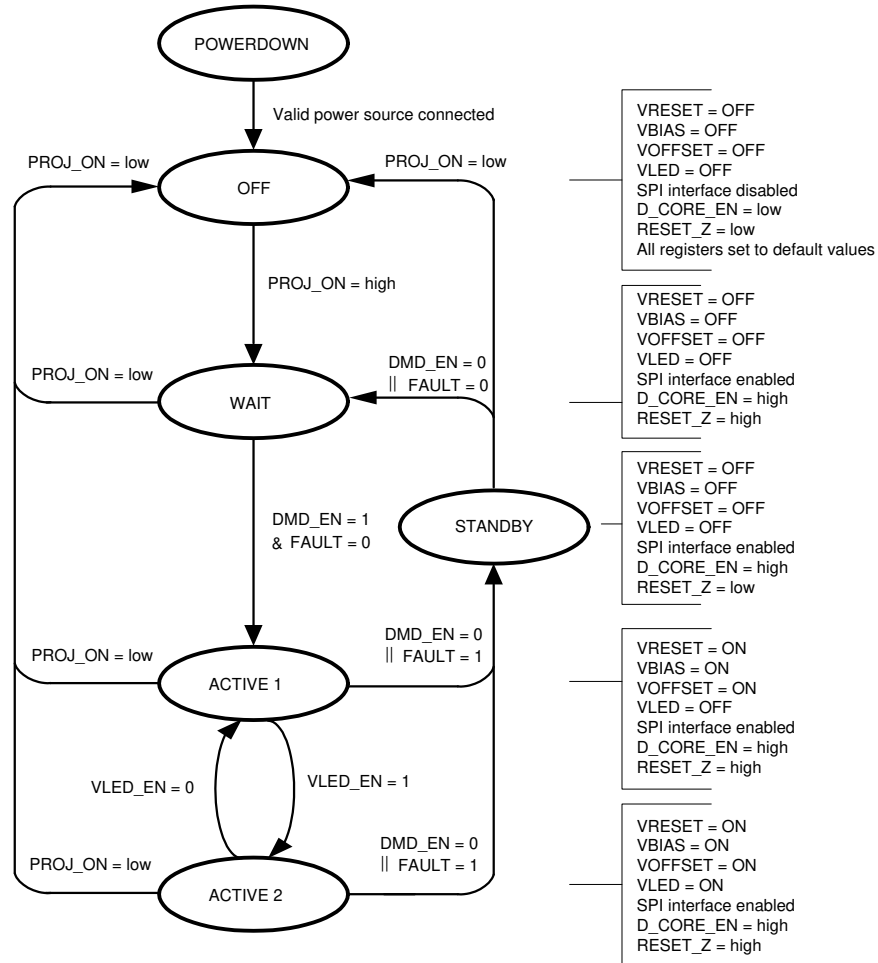 POWERDOWN
Valid power source connected
PROJ_ON = low
OFF
PROJ_ON = low
VRESET = OFF
VBIAS = OFF
VOFFSET = OFF
VLED = OFF
SPI interface disabled
D_CORE_EN = low
RESET_Z = low
All registers set to default values
PROJ_ON = high
PROJ_ON = low
WAIT
DMD_EN = 0
|| FAULT = 0
VRESET = OFF
VBIAS = OFF
VOFFSET = OFF
VLED = OFF
SPI interface enabled
D_CORE_EN = high
RESET_Z = high
DMD_EN = 1
& FAULT = 0
STANDBY
VRESET = OFF
VBIAS = OFF
VOFFSET = OFF
VLED = OFF
SPI interface enabled
D_CORE_EN = high
RESET_Z = low
PROJ_ON = low
ACTIVE 1
DMD_EN = 0
|| FAULT = 1
VRESET = ON
VBIAS = ON
VOFFSET = ON
VLED = OFF
SPI interface enabled
D_CORE_EN = high
RESET_Z = high
VLED_EN = 0
VLED_EN = 1
PROJ_ON = low
ACTIVE 2
DMD_EN = 0
|| FAULT = 1
VRESET = ON
VBIAS = ON
VOFFSET = ON
VLED = ON
SPI interface enabled
D_CORE_EN = high
RESET_Z = high